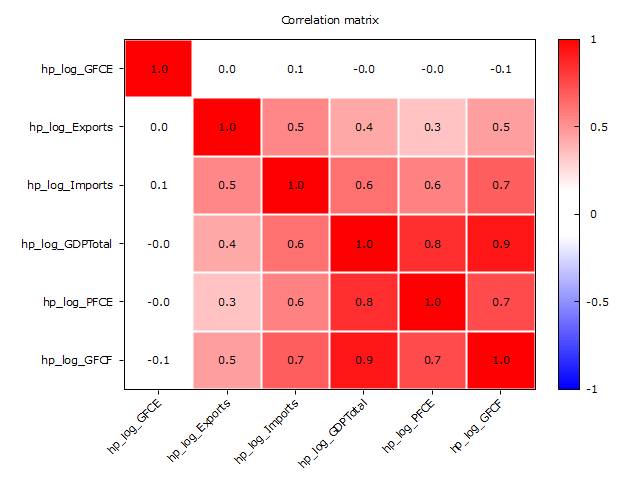 Correlation matrix
hp_log_GFCE 1.0 0.0 0.1 -0.0 -0.0 -0.1
hp_log_Exports 0.0 1.0 0.5 0.4 0.3 0.5
hp_log_Imports 0.1 0.5 1.0 0.6 0.6 0.7
hp_log_GDPTotal -0.0 0.4 0.6 1.0 0.8 0.9
hp_log_PFCE -0.0 0.3 0.6 0.8 1.0 0.7
hp_log_GFCF -0.1 0.5 0.7 0.9 0.7 1.0
hp_log_GFCE
hp_log_Exports
hp_log_Imports
hp_log_GDPTotal
hp_log_PFCE
hp_log_GFCF
1
0.5
0
-0.5
-1